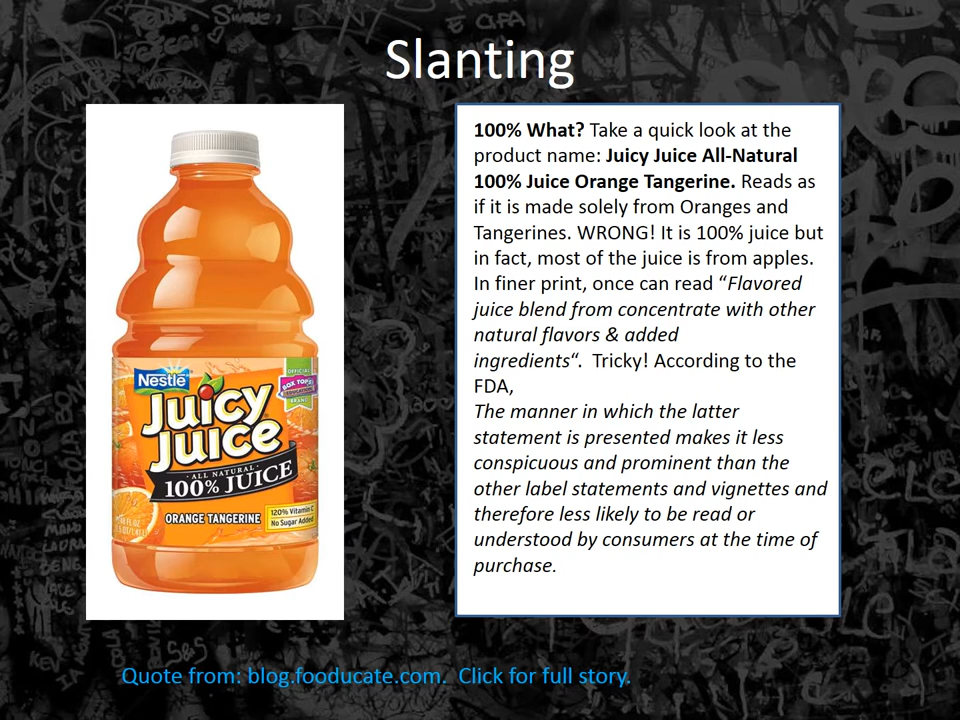 Slanting
100% What? Take a quick look at the
product name: Juicy Juice All-Natural
100% Juice Orange Tangerine. Reads as
if it is made solely from Oranges and
Tangerines. WRONG! It is 100% juice but
in fact, most of the juice is from apples.
In finer print, once can read “Flavored
juice blend from concentrate with other
natural flavors & added
ingredients“.  Tricky! According to the
FDA,
The manner in which the latter
statement is presented makes it less
conspicuous and prominent than the
other label statements and vignettes and
therefore less likely to be read or
understood by consumers at the time of
purchase.
Nestlé
OFFICIAL
BOX TOPS
BRAND
Juicy
Juice
·ALL NATURAL·
100% JUICE
ORANGE TANGERINE
120% Vitamin C
No Sugar Added
Quote from: blog.fooducate.com.  Click for full story.